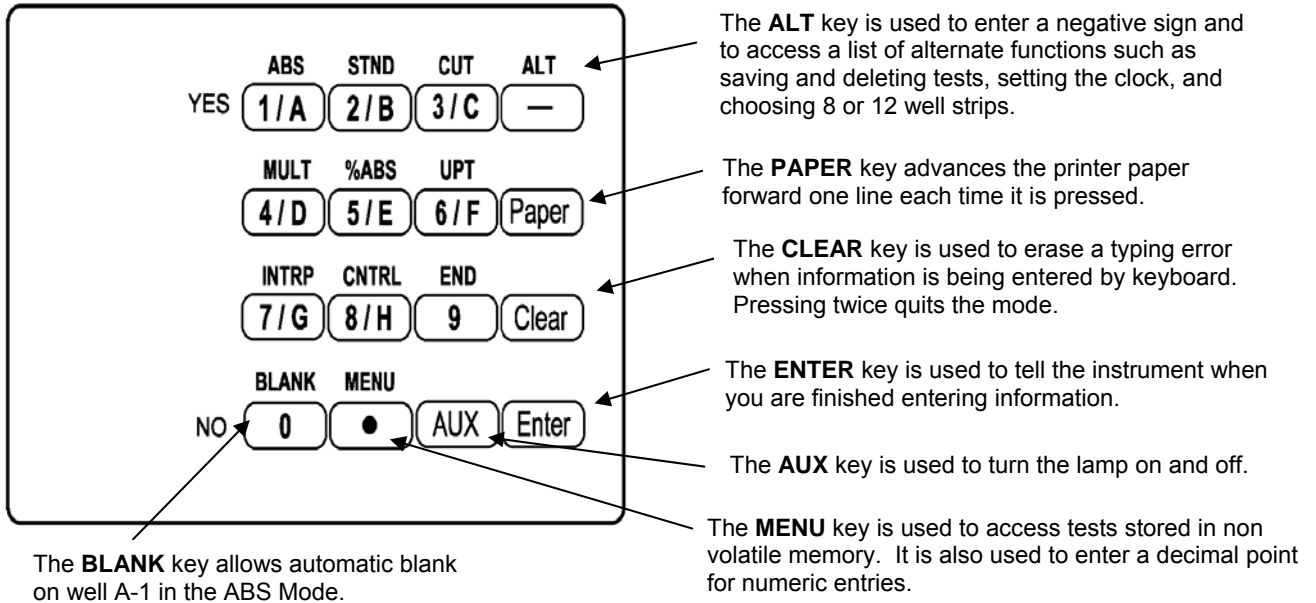 The ALT key is used to enter a negative sign and
to access a list of alternate functions such as
saving and deleting tests, setting the clock, and
choosing 8 or 12 well strips.
ABS STND CUT ALT
YES 1/A 2/B 3/C —
The PAPER key advances the printer paper
forward one line each time it is pressed.
MULT %ABS UPT
4/D 5/E 6/F Paper
The CLEAR key is used to erase a typing error
when information is being entered by keyboard.
Pressing twice quits the mode.
INTRP CNTRL END
7/G 8/H 9 Clear
The ENTER key is used to tell the instrument when
you are finished entering information.
BLANK MENU
NO 0 ● AUX Enter
The AUX key is used to turn the lamp on and off.
The MENU key is used to access tests stored in non
volatile memory. It is also used to enter a decimal point
for numeric entries.
The BLANK key allows automatic blank
on well A-1 in the ABS Mode.